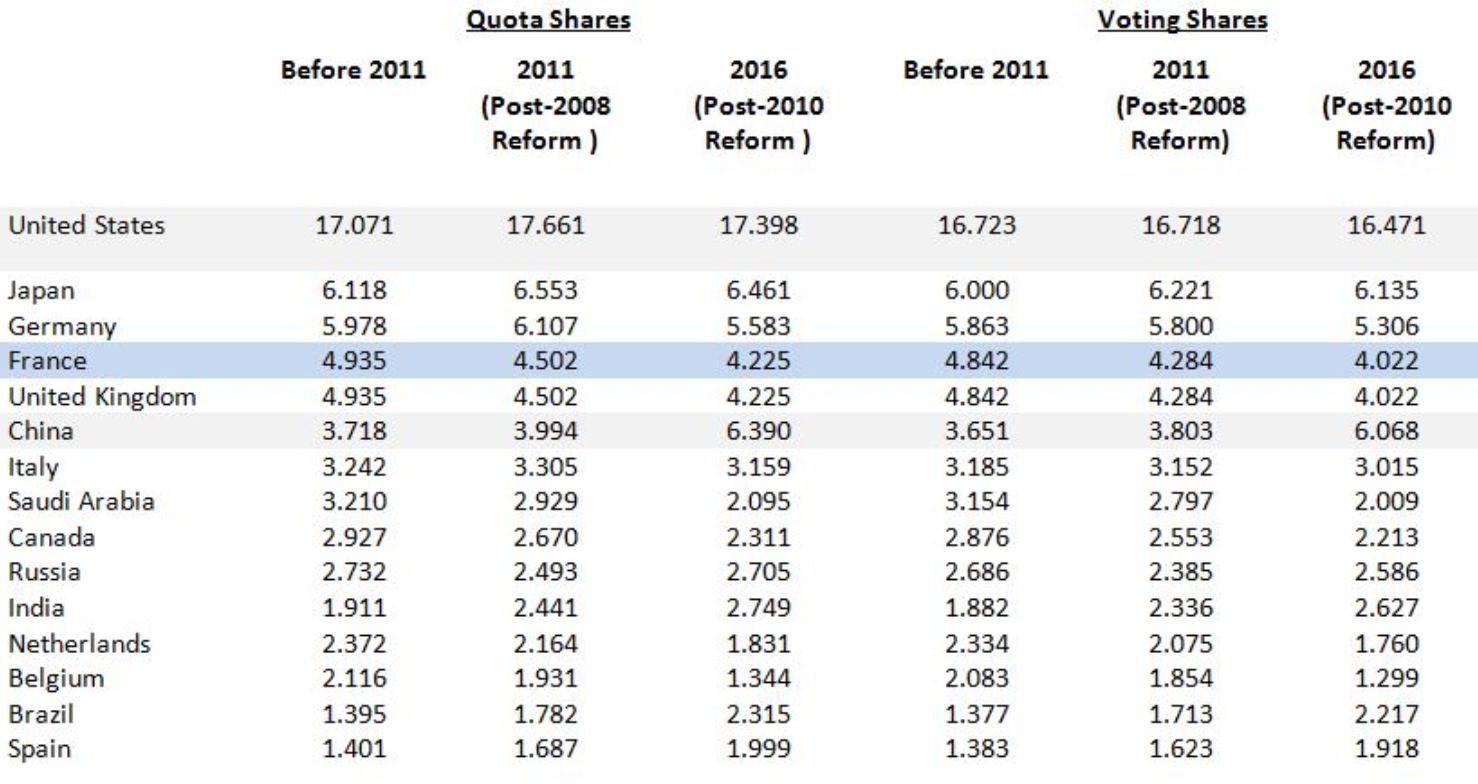 Quota Shares Voting Shares
Before 2011 2011 2016 Before 2011 2011 2016
(Post-2008 (Post-2010 (Post-2008 (Post-2010
Reform ) Reform ) Reform) Reform)
United States 17.071 17.661 17.398 16.723 16.718 16.471
Japan 6.118 6.553 6.461 6.000 6.221 6.135
Germany 5.978 6.107 5.583 5.863 5.800 5.306
France 4.935 4.502 4.225 4.842 4.284 4.022
United Kingdom 4.935 4.502 4.225 4.842 4.284 4.022
China 3.718 3.994 6.390 3.651 3.803 6.068
Italy 3.242 3.305 3.159 3.185 3.152 3.015
Saudi Arabia 3.210 2.929 2.095 3.154 2.797 2.009
Canada 2.927 2.670 2.311 2.876 2.553 2.213
Russia 2.732 2.493 2.705 2.686 2.385 2.586
India 1.911 2.441 2.749 1.882 2.336 2.627
Netherlands 2.372 2.164 1.831 2.334 2.075 1.760
Belgium 2.116 1.931 1.344 2.083 1.854 1.299
Brazil 1.395 1.782 2.315 1.377 1.713 2.217
Spain 1.401 1.687 1.999 1.383 1.623 1.918